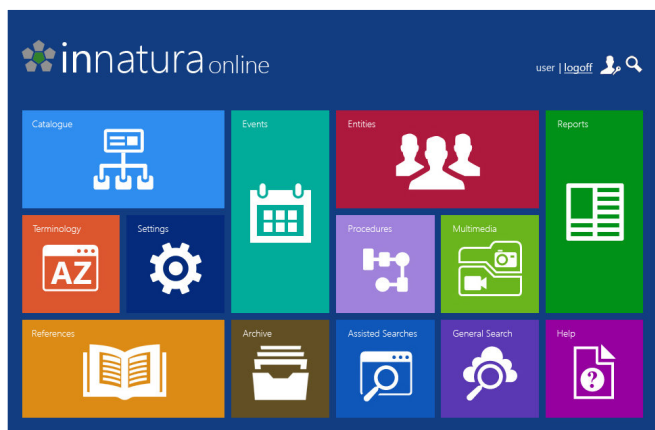 innatura online
user | logoff
Catalogue
Events
Entities
Reports
Terminology
Settings
Procedures
Multimedia
AZ
References
Archive
Assisted Searches
General Search
Help
?